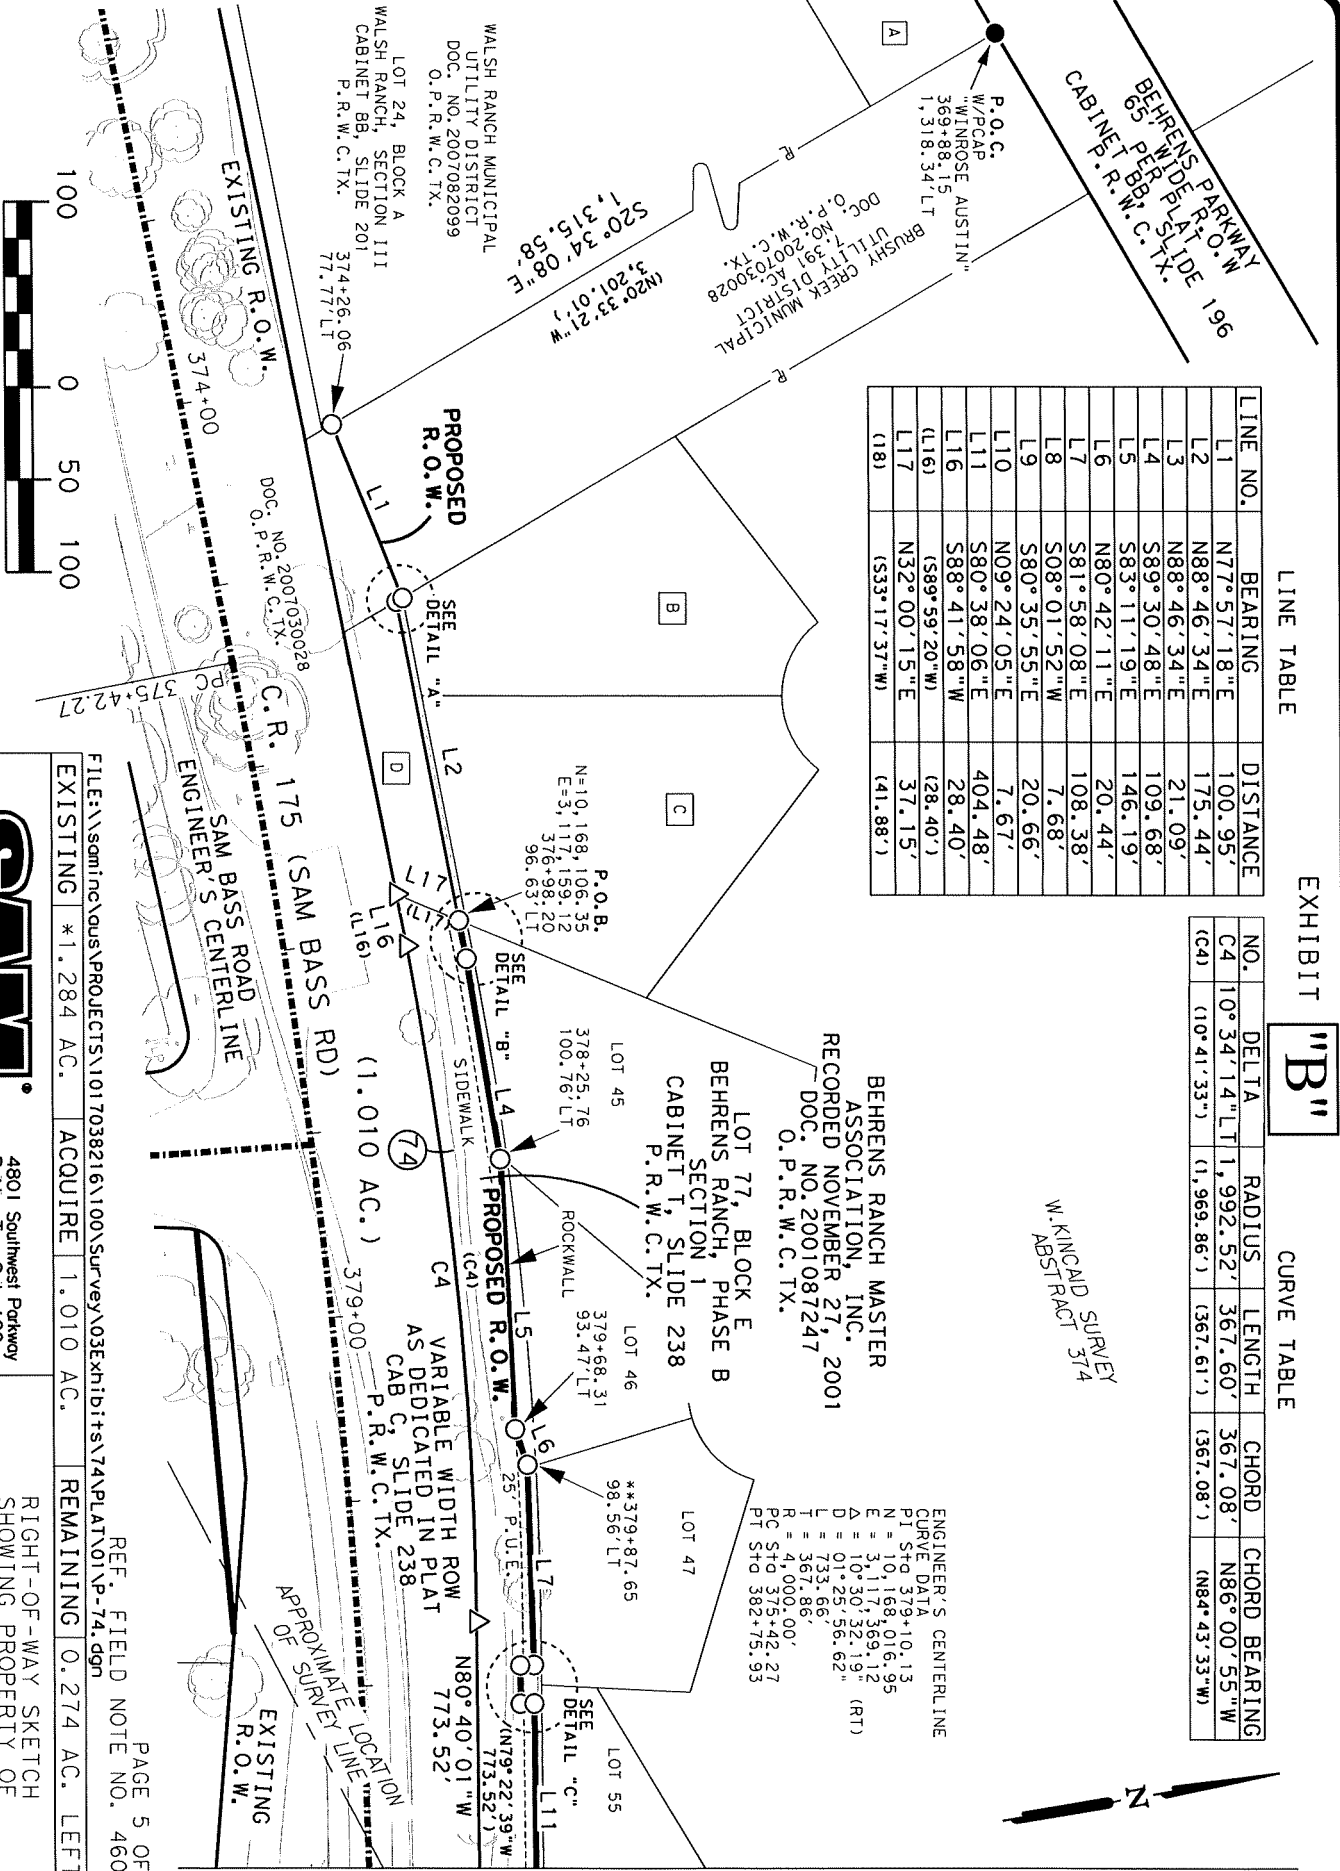 EXHIBIT "B"
LINE TABLE
LINE NO. BEARING DISTANCE
L1 N77°57'18"E 100.95'
L2 N88°46'34"E 175.44'
L3 N88°46'34"E 21.09'
L4 S89°30'48"E 109.68'
L5 S83°11'19"E 146.19'
L6 N80°42'11"E 20.44'
L7 S81°58'08"E 108.38'
L8 S08°01'52"W 7.68'
L9 S80°35'55"E 20.66'
L10 N09°24'05"E 7.67'
L11 S80°38'06"E 404.48'
L16 S88°41'58"W 28.40'
(L16) (S89°59'20"W) (28.40')
L17 N32°00'15"E 37.15'
(18) (S33°17'37"W) (41.88')
CURVE TABLE
NO. DELTA RADIUS LENGTH CHORD CHORD BEARING
C4 10°34'14"LT 1,992.52' 367.60' 367.08' N86°00'55"W
(C4) (10°41'33") (1,969.86') (367.61') (367.08') (N84°43'33"W)
BEHRENS PARKWAY
65' WIDE R.O.W
PER PLAT
CABINET BB, SLIDE 196
P.R.W.C.TX.
P.O.C.
W/PCAP
"WINROSE AUSTIN"
369+88.15
1,318.34'LT
A
BRUSHY CREEK MUNICIPAL
UTILITY DISTRICT
7.391 AC.
DOC. NO. 2007030028
O.P.R.W.C.TX.
S20°34'08"E
1,315.58'
(N20°33'21"W
3,201.01')
WALSH RANCH MUNICIPAL
UTILITY DISTRICT
DOC. NO. 2007082099
O.P.R.W.C.TX.
LOT 24, BLOCK A
WALSH RANCH, SECTION III
CABINET BB, SLIDE 201
P.R.W.C.TX.
374+26.06
77.77'LT
PROPOSED
R.O.W.
L1
SEE
DETAIL "A"
L2
B
C
D
W.KINCAID SURVEY
ABSTRACT 374
BEHRENS RANCH MASTER
ASSOCIATION, INC.
RECORDED NOVEMBER 27, 2001
DOC. NO. 2001087247
O.P.R.W.C.TX.
LOT 77, BLOCK E
BEHRENS RANCH, PHASE B
SECTION 1
CABINET T, SLIDE 238
P.R.W.C.TX.
P.O.B.
N=10,168,106.35
E=3,117,159.12
376+98.20
96.63'LT
SEE
DETAIL "B"
L17
(L17)
L16
(L16)
LOT 45
378+25.76
100.76'LT
L4
SIDEWALK
ROCKWALL
PROPOSED R.O.W.
L5
LOT 46
379+68.31
93.47'LT
L6
**379+87.65
98.56'LT
LOT 47
25' P.U.E.
L7
ENGINEER'S CENTERLINE
CURVE DATA
PI Sta 379+10.13
N = 10,168,016.95
E = 3,117,369.12
Δ = 10°30'32.19" (RT)
D = 01°25'56.62"
L = 733.66'
T = 367.86'
R = 4,000.00'
PC Sta 375+42.27
PT Sta 382+75.93
SEE
DETAIL "C"
LOT 55
L11
(N79°22'39"W
773.52')
N80°40'01"W
773.52'
N
74
C4
(C4)
VARIABLE WIDTH ROW
AS DEDICATED IN PLAT
CAB C, SLIDE 238
P.R.W.C.TX.
EXISTING R.O.W.
374+00
DOC. NO. 2007030028
O.P.R.W.C.TX.
PC 375+42.27
C.R. 175 (SAM BASS RD)
(1.010 AC.)
379+00
SAM BASS ROAD
ENGINEER'S CENTERLINE
APPROXIMATE LOCATION
OF SURVEY LINE
EXISTING
R.O.W.
100 0 50 100
PAGE 5 OF
REF. FIELD NOTE NO. 460
FILE:\\saminc\aus\PROJECTS\1017038216\100\Survey\03Exhibits\74\PLAT\01\P-74.dgn
EXISTING *1.284 AC. ACQUIRE 1.010 AC. REMAINING 0.274 AC. LEFT
SAM
4801 Southwest Parkway
RIGHT-OF-WAY SKETCH
SHOWING PROPERTY OF